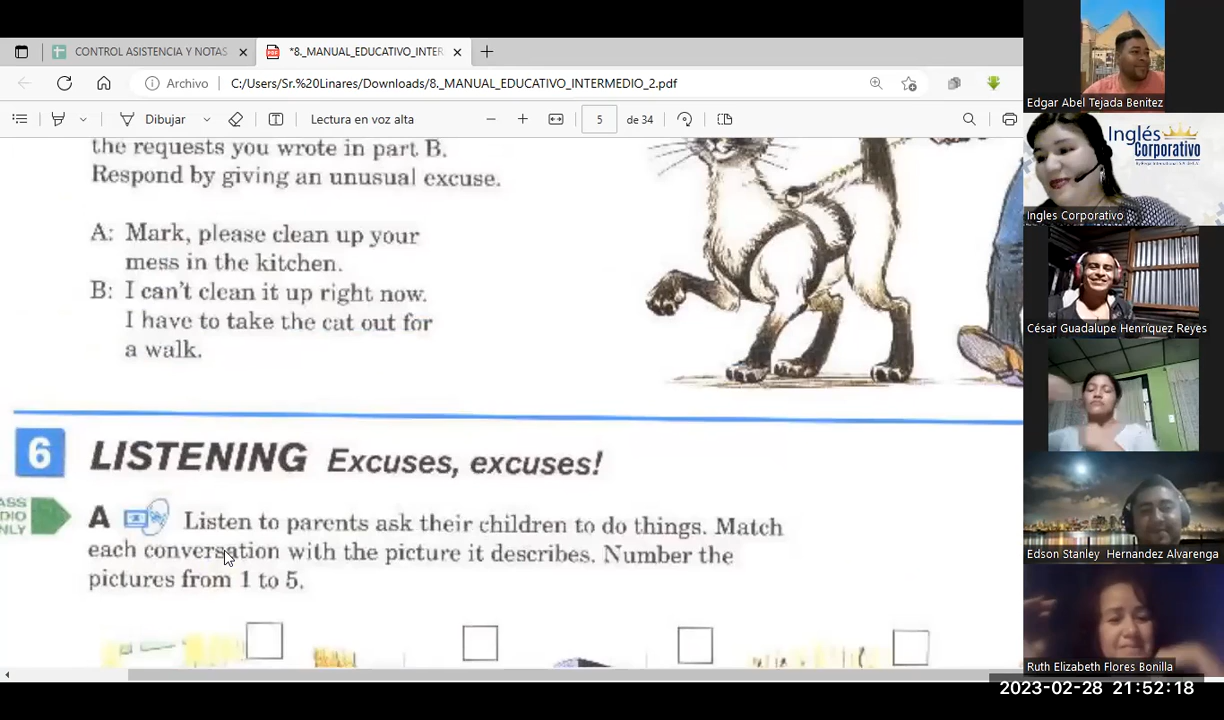 CONTROL ASISTENCIA Y NOTAS
*8._MANUAL_EDUCATIVO_INTER
Archivo
C:/Users/Sr.%20Linares/Downloads/8._MANUAL_EDUCATIVO_INTERMEDIO_2.pdf
Dibujar
Lectura en voz alta
5
de 34
the requests you wrote in part B.
Respond by giving an unusual excuse.
A: Mark, please clean up your
mess in the kitchen.
B: I can't clean it up right now.
I have to take the cat out for
a walk.
6 LISTENING Excuses, excuses!
A Listen to parents ask their children to do things. Match
each conversation with the picture it describes. Number the
pictures from 1 to 5.
Edgar Abel Tejada Benitez
Inglés
Corporativo
Ingles Corporativo
César Guadalupe Henríquez Reyes
Edson Stanley Hernandez Alvarenga
Ruth Elizabeth Flores Bonilla
2023-02-28 21:52:18